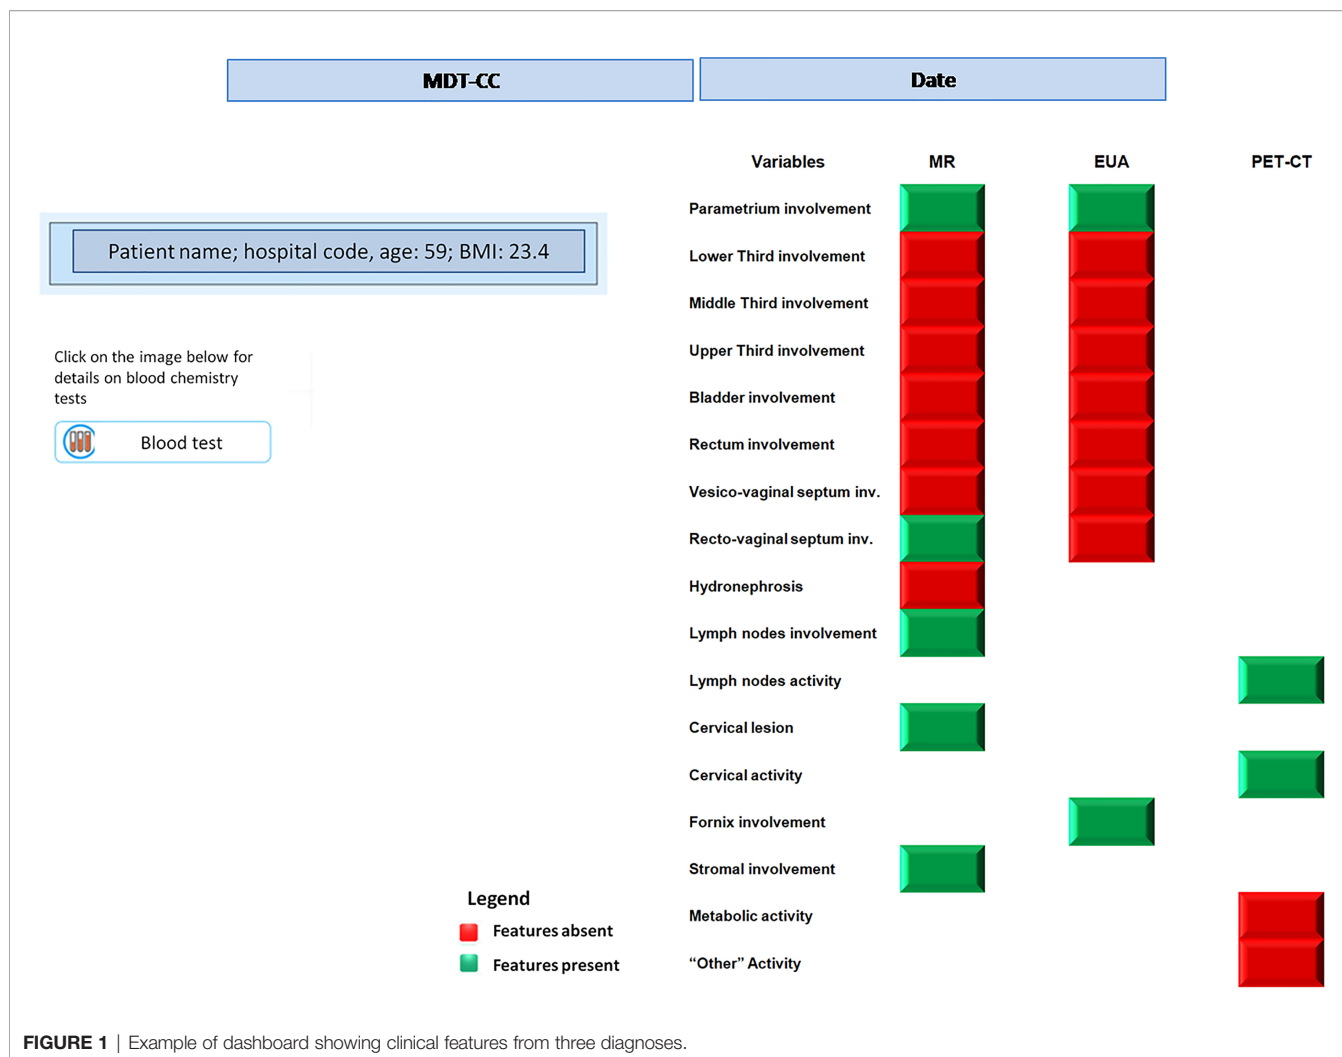 MDT-CC
Date
Variables MR EUA PET-CT
Patient name; hospital code, age: 59; BMI: 23.4
Click on the image below for
details on blood chemistry
tests
Blood test
Parametrium involvement
Lower Third involvement
Middle Third involvement
Upper Third involvement
Bladder involvement
Rectum involvement
Vesico-vaginal septum inv.
Recto-vaginal septum inv.
Hydronephrosis
Lymph nodes involvement
Lymph nodes activity
Cervical lesion
Cervical activity
Fornix involvement
Stromal involvement
Metabolic activity
“Other” Activity
Legend
Features absent
Features present
FIGURE 1 | Example of dashboard showing clinical features from three diagnoses.